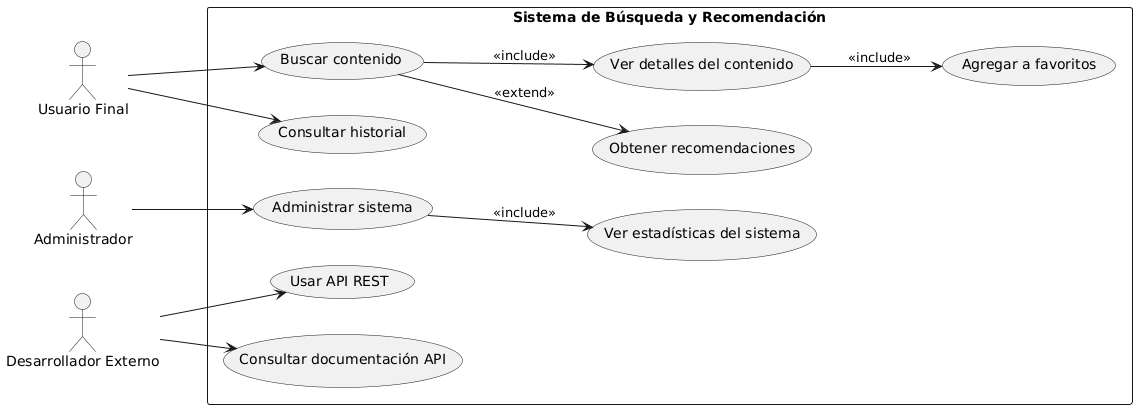 Sistema de Búsqueda y Recomendación
Usuario Final
Buscar contenido
«include»
Ver detalles del contenido
«include»
Agregar a favoritos
«extend»
Consultar historial
Obtener recomendaciones
Administrador
Administrar sistema
«include»
Ver estadísticas del sistema
Desarrollador Externo
Usar API REST
Consultar documentación API